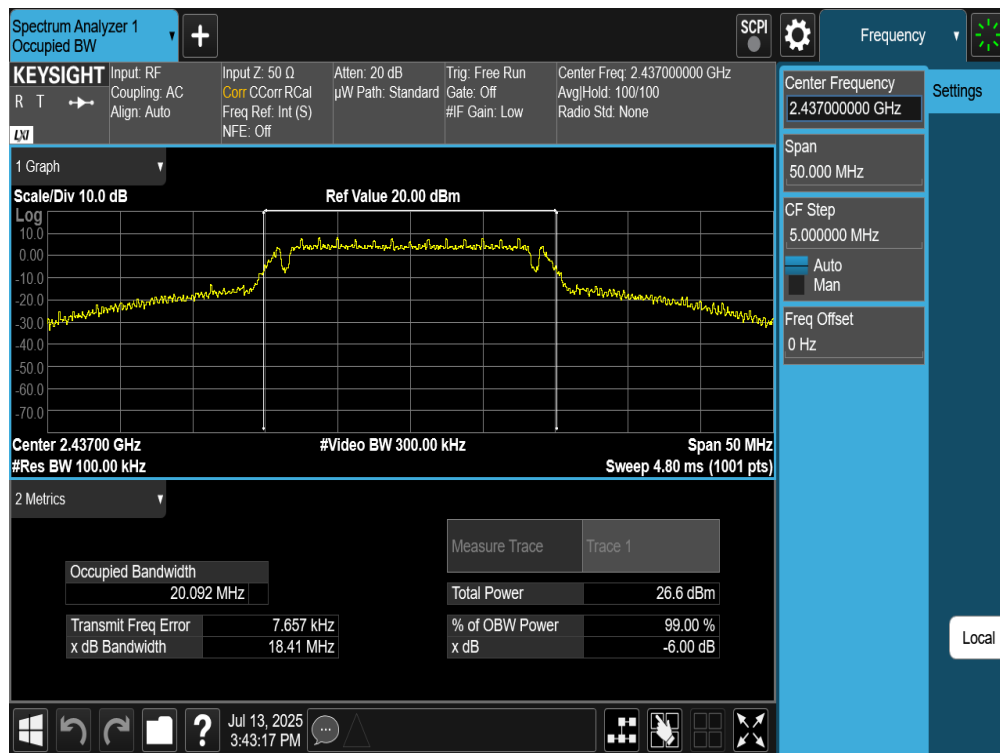 Spectrum Analyzer 1
Occupied BW
+
SCPI
Frequency
KEYSIGHT
R T
LXI
Input: RF
Coupling: AC
Align: Auto
Input Z: 50 Ω
Corr CCorr RCal
Freq Ref: Int (S)
NFE: Off
Atten: 20 dB
µW Path: Standard
Trig: Free Run
Gate: Off
#IF Gain: Low
Center Freq: 2.437000000 GHz
Avg|Hold: 100/100
Radio Std: None
Center Frequency
2.437000000 GHz
Settings
Span
50.000 MHz
CF Step
5.000000 MHz
Auto
Man
Freq Offset
0 Hz
Local
1 Graph
Scale/Div 10.0 dB
Ref Value 20.00 dBm
Log
10.0
0.00
-10.0
-20.0
-30.0
-40.0
-50.0
-60.0
-70.0
Center 2.43700 GHz
#Video BW 300.00 kHz
Span 50 MHz
#Res BW 100.00 kHz
Sweep 4.80 ms (1001 pts)
2 Metrics
Measure Trace Trace 1
Occupied Bandwidth
20.092 MHz
Total Power 26.6 dBm
Transmit Freq Error 7.657 kHz
% of OBW Power 99.00 %
x dB Bandwidth 18.41 MHz
x dB -6.00 dB
?
Jul 13, 2025
3:43:17 PM